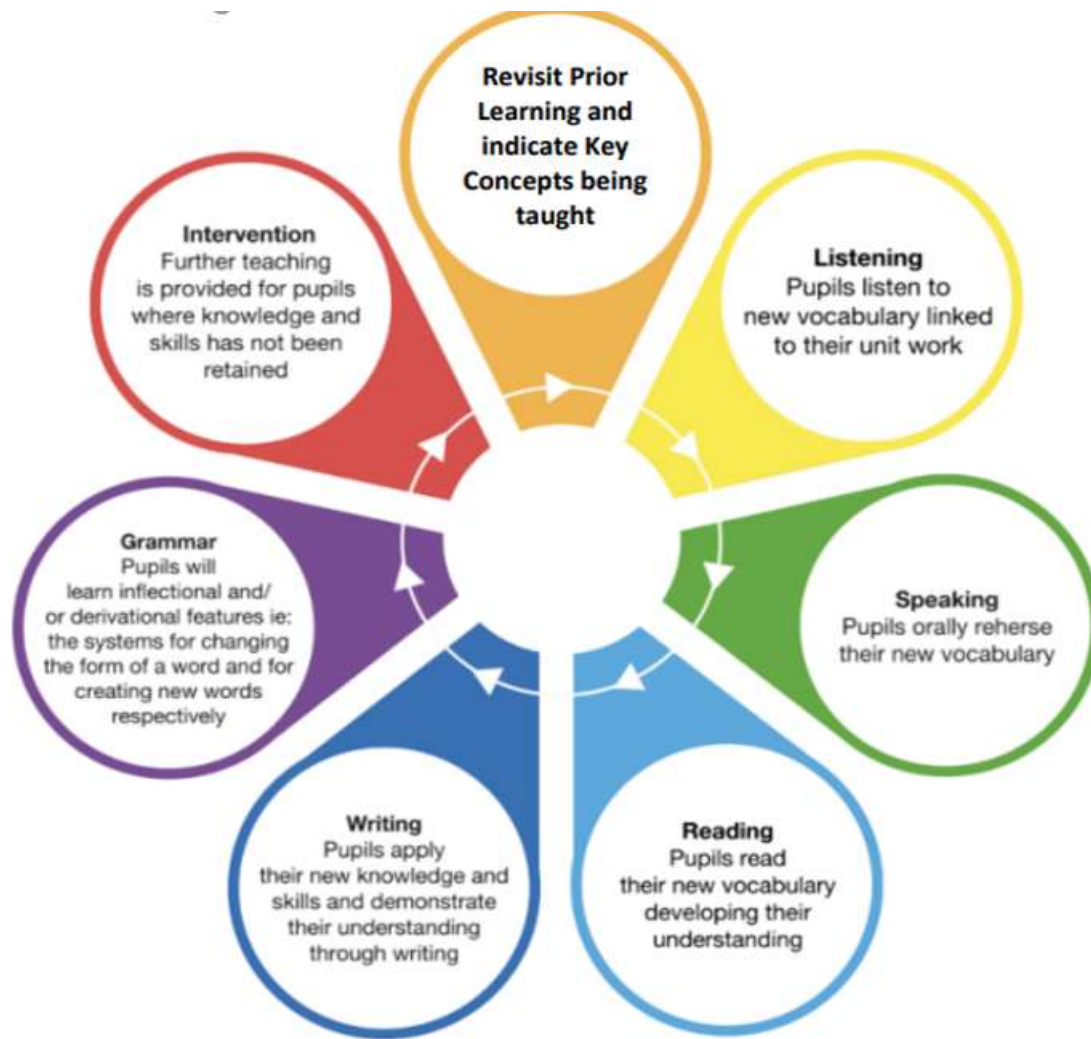 Revisit Prior
Learning and
indicate Key
Concepts being
taught
Listening
Pupils listen to
new vocabulary linked
to their unit work
Speaking
Pupils orally reherse
their new vocabulary
Reading
Pupils read
their new vocabulary
developing their
understanding
Writing
Pupils apply
their new knowledge and
skills and demonstrate
their understanding
through writing
Grammar
Pupils will
learn inflectional and/
or derivational features ie:
the systems for changing
the form of a word and for
creating new words
respectively
Intervention
Further teaching
is provided for pupils
where knowledge and
skills has not been
retained